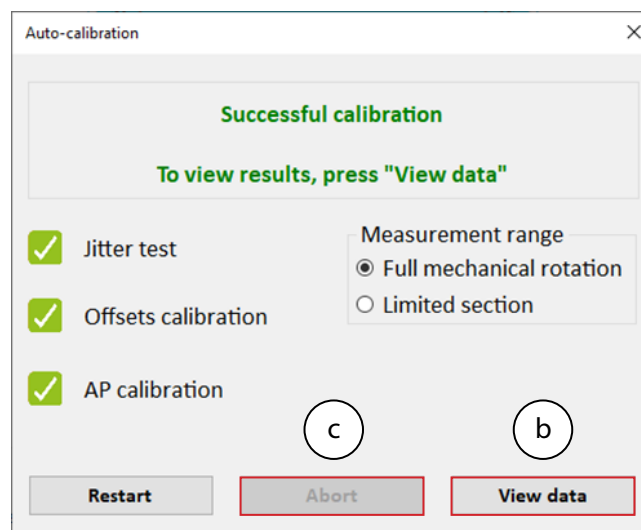 Auto-calibration
Successful calibration
To view results, press "View data"
Jitter test
Measurement range
Full mechanical rotation
Limited section
Offsets calibration
AP calibration
c
b
Restart
Abort
View data